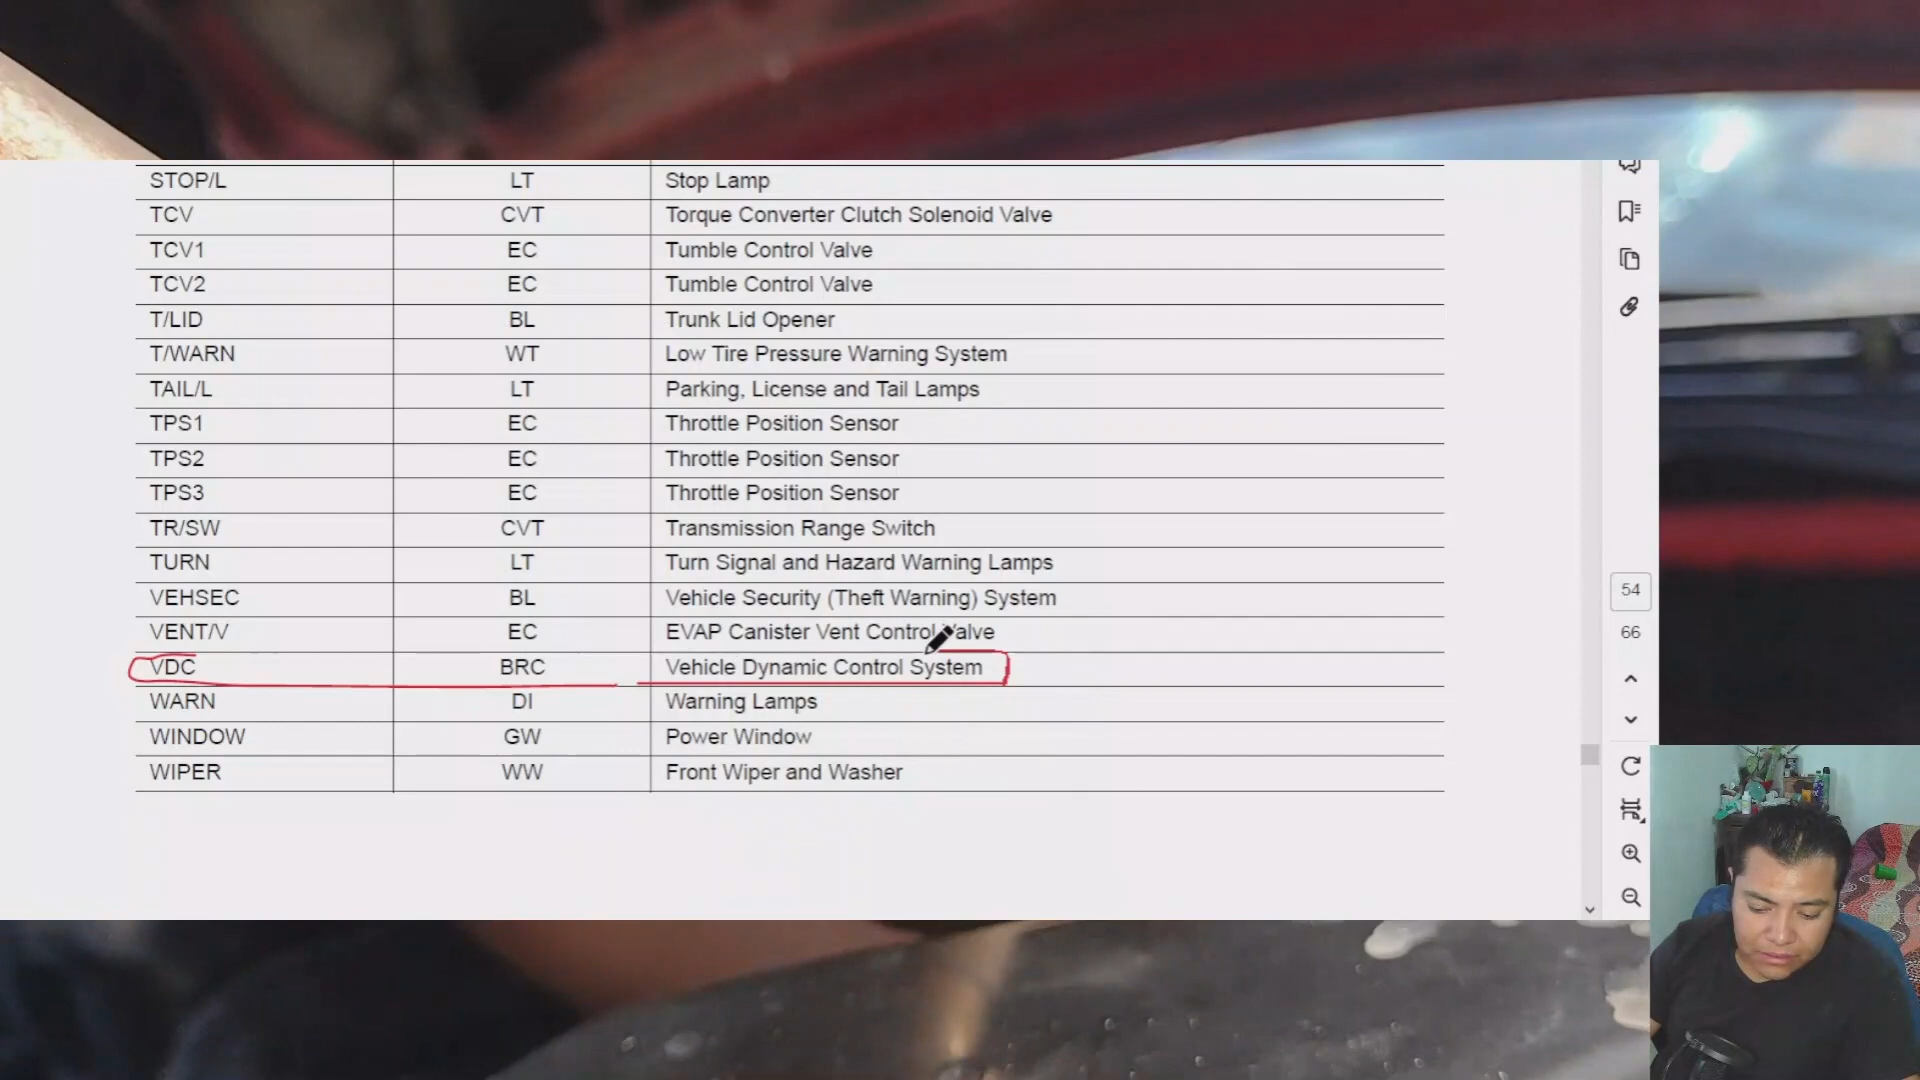 STOP/L LT Stop Lamp
TCV CVT Torque Converter Clutch Solenoid Valve
TCV1 EC Tumble Control Valve
TCV2 EC Tumble Control Valve
T/LID BL Trunk Lid Opener
T/WARN WT Low Tire Pressure Warning System
TAIL/L LT Parking, License and Tail Lamps
TPS1 EC Throttle Position Sensor
TPS2 EC Throttle Position Sensor
TPS3 EC Throttle Position Sensor
TR/SW CVT Transmission Range Switch
TURN LT Turn Signal and Hazard Warning Lamps
VEHSEC BL Vehicle Security (Theft Warning) System
VENT/V EC EVAP Canister Vent Control Valve
VDC BRC Vehicle Dynamic Control System
WARN DI Warning Lamps
WINDOW GW Power Window
WIPER WW Front Wiper and Washer
54
66